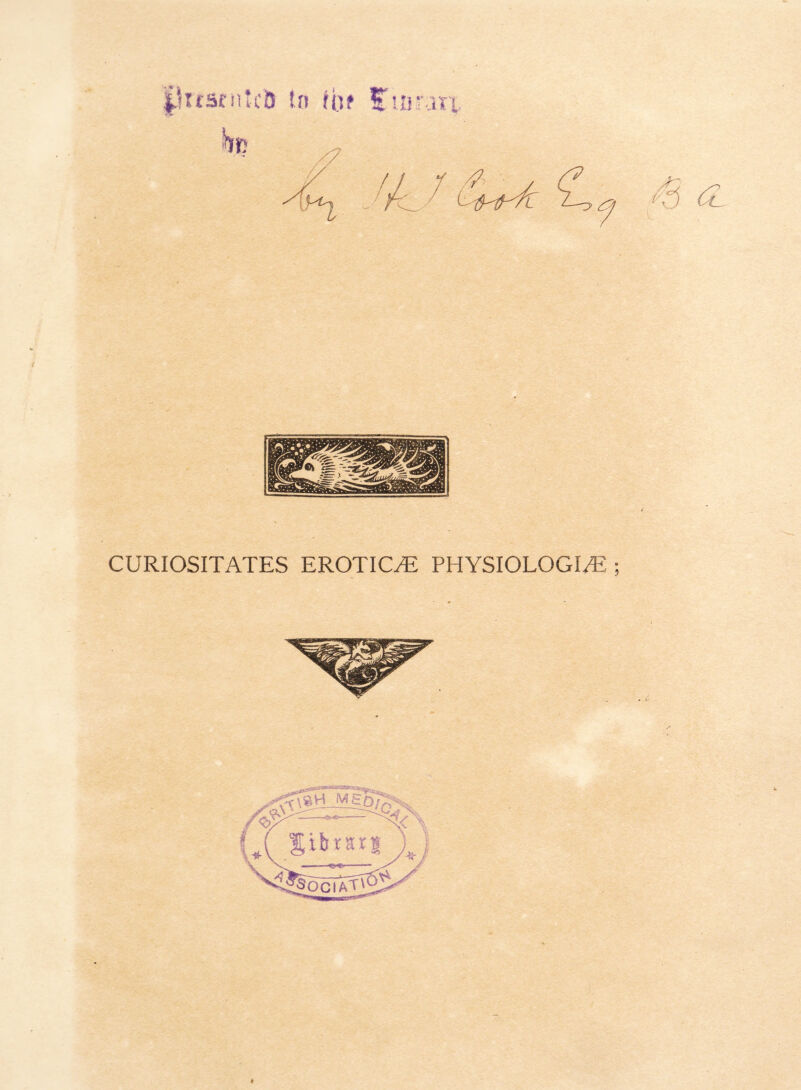 Presented to the Library
by
by H J Cook Esq B A
CURIOSITATES EROTICÆ PHYSIOLOGIÆ ;
BRITISH MEDICAL
Library
ASSOCIATION